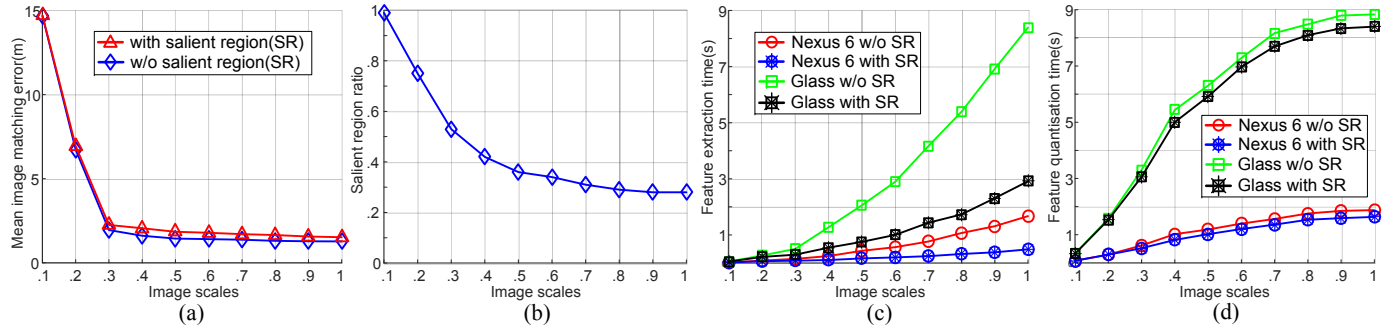 Mean image matching error(m)
15
10
5
0
with salient region(SR)
w/o salient region(SR)
.1 .2 .3 .4 .5 .6 .7 .8 .9 1
Image scales
(a)
Salient region ratio
1
.8
.6
.4
.2
0
.1 .2 .3 .4 .5 .6 .7 .8 .9 1
Image scales
(b)
Feature extraction time(s)
9
7
5
3
1
Nexus 6 w/o SR
Nexus 6 with SR
Glass w/o SR
Glass with SR
.1 .2 .3 .4 .5 .6 .7 .8 .9 1
Image scales
(c)
Feature quantisation time(s)
9
7
5
3
1
Nexus 6 w/o SR
Nexus 6 with SR
Glass w/o SR
Glass with SR
.1 .2 .3 .4 .5 .6 .7 .8 .9 1
Image scales
(d)